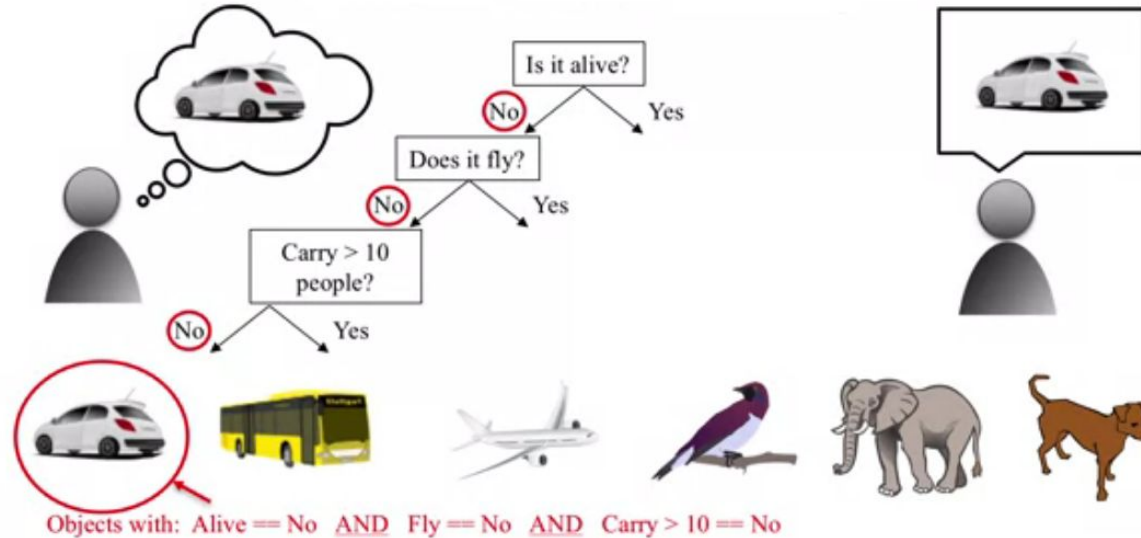 Is it alive?
No
Yes
Does it fly?
No
Yes
Carry > 10
people?
No
Yes
Stuttgart
Objects with: Alive == No AND Fly == No AND Carry > 10 == No